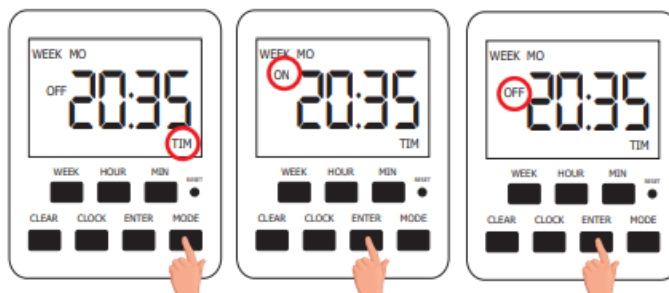 WEEK MO
OFF 20:35
TIM
WEEK HOUR MIN RESET
CLEAR CLOCK ENTER MODE
WEEK MO
ON 20:35
TIM
WEEK HOUR MIN RESET
CLEAR CLOCK ENTER MODE
WEEK MO
OFF 20:35
TIM
WEEK HOUR MIN RESET
CLEAR CLOCK ENTER MODE